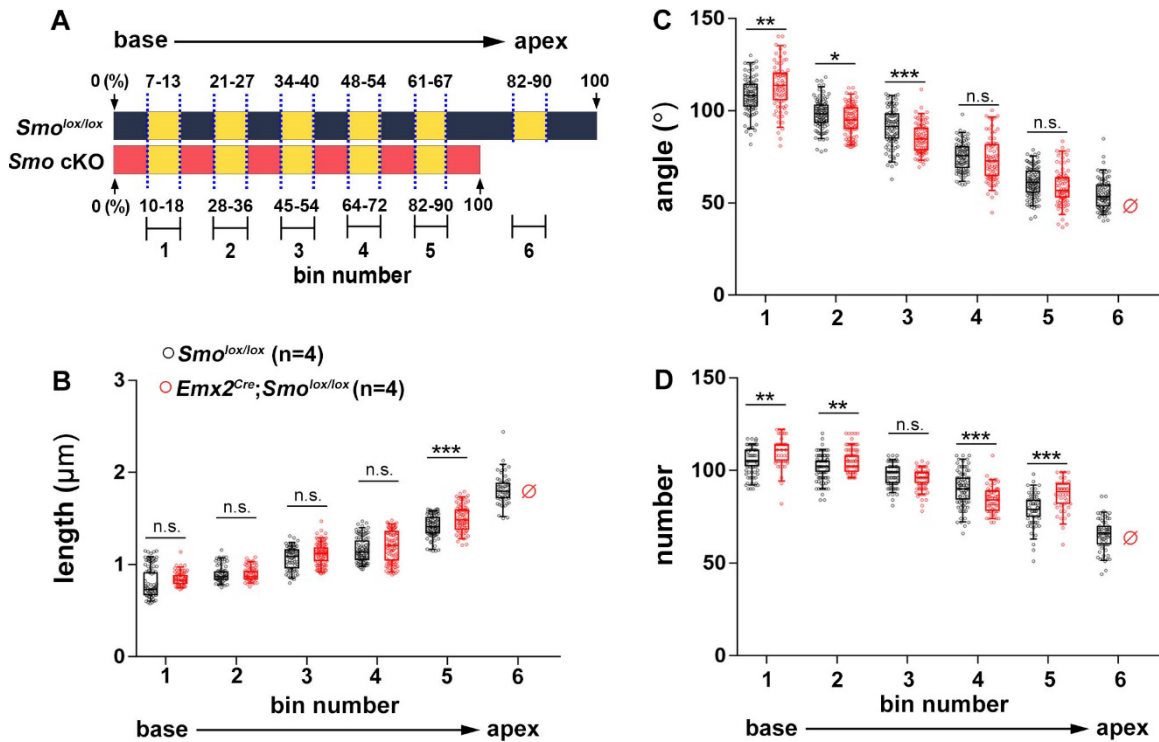 A
base apex
0 (%) 7-13 21-27 34-40 48-54 61-67 82-90 100
Smo^lox/lox
Smo cKO
0 (%) 10-18 28-36 45-54 64-72 82-90 100
1 2 3 4 5 6
bin number
○ Smo^lox/lox (n=4)
○ Emx2^Cre;Smo^lox/lox (n=4)
B
length (µm)
3
2
1
0
n.s. n.s. n.s. n.s. *** ∅
1 2 3 4 5 6
bin number
base apex
C
angle (°)
150
100
50
0
** * *** n.s. n.s. ∅
1 2 3 4 5 6
D
number
150
100
50
0
** ** n.s. *** *** ∅
1 2 3 4 5 6
bin number
base apex